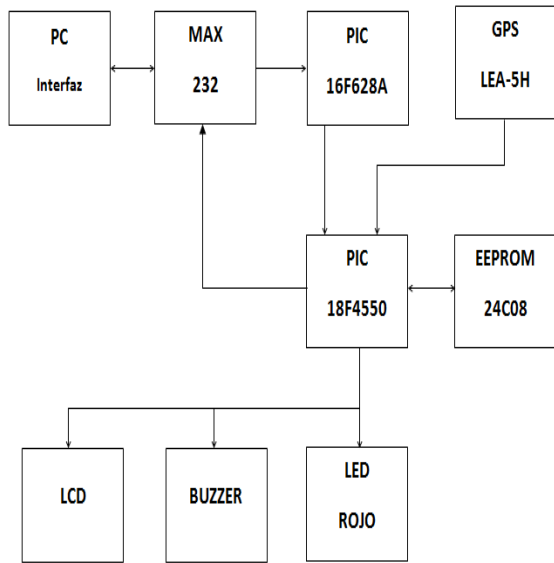 PC
Interfaz
MAX
232
PIC
16F628A
GPS
LEA-5H
PIC
18F4550
EEPROM
24C08
LCD
BUZZER
LED
ROJO